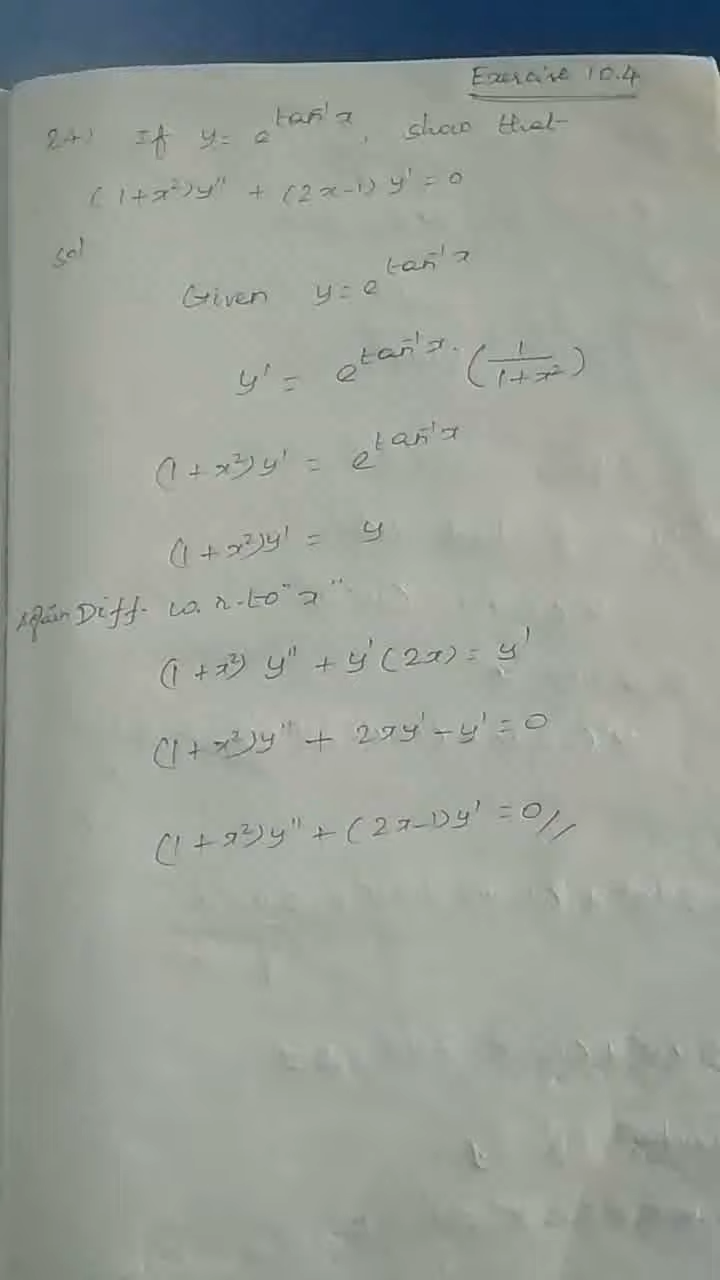 Exercise 10.4
24) If y = e^tan⁻¹x, show that
(1+x²)y'' + (2x-1) y' = 0
Sol
Given y = e^tan⁻¹x
y' = e^tan⁻¹x . (1/(1+x²))
(1+x²)y' = e^tan⁻¹x
(1+x²)y' = y
Again Diff. w.r.to "x"
(1+x²) y'' + y'(2x) = y'
(1+x²)y'' + 2xy' - y' = 0
(1+x²)y'' + (2x-1)y' = 0//